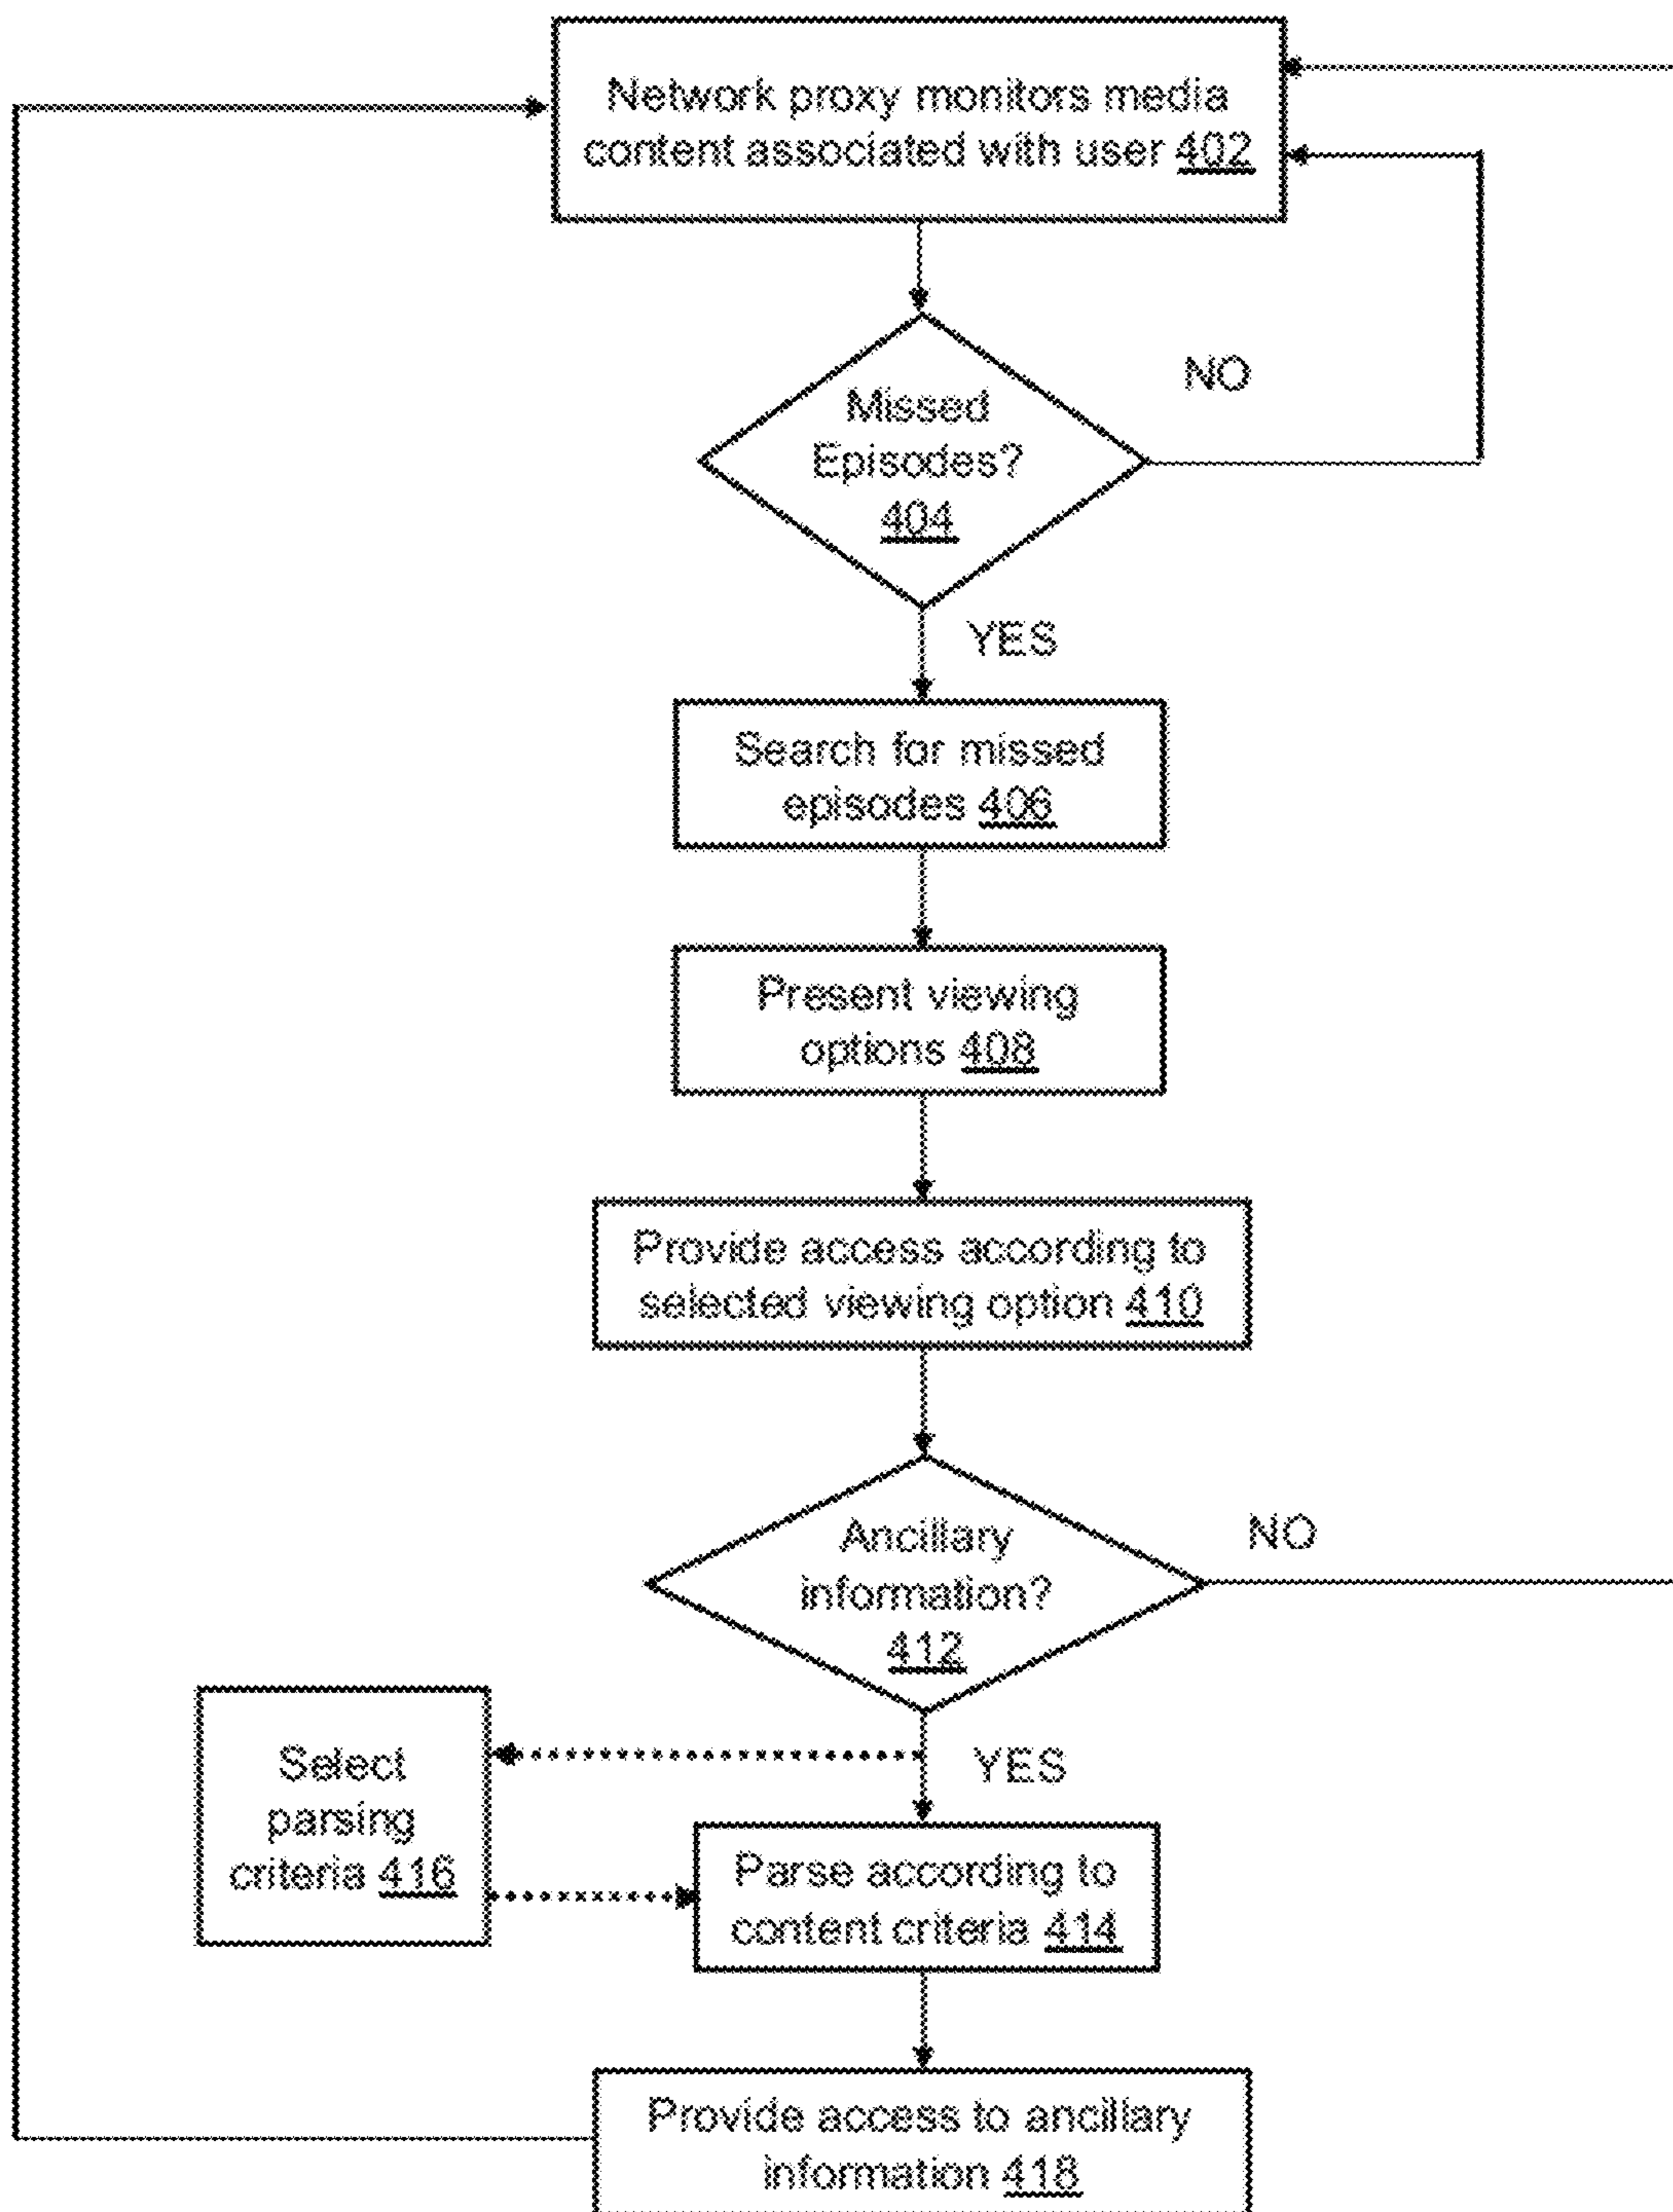 Network proxy monitors media
content associated with user 402
NO
Missed
Episodes?
404
YES
Search for missed
episodes 406
Present viewing
options 408
Provide access according to
selected viewing option 410
NO
Ancillary
information?
412
YES
Select
parsing
criteria 416
Parse according to
content criteria 414
Provide access to ancillary
information 418